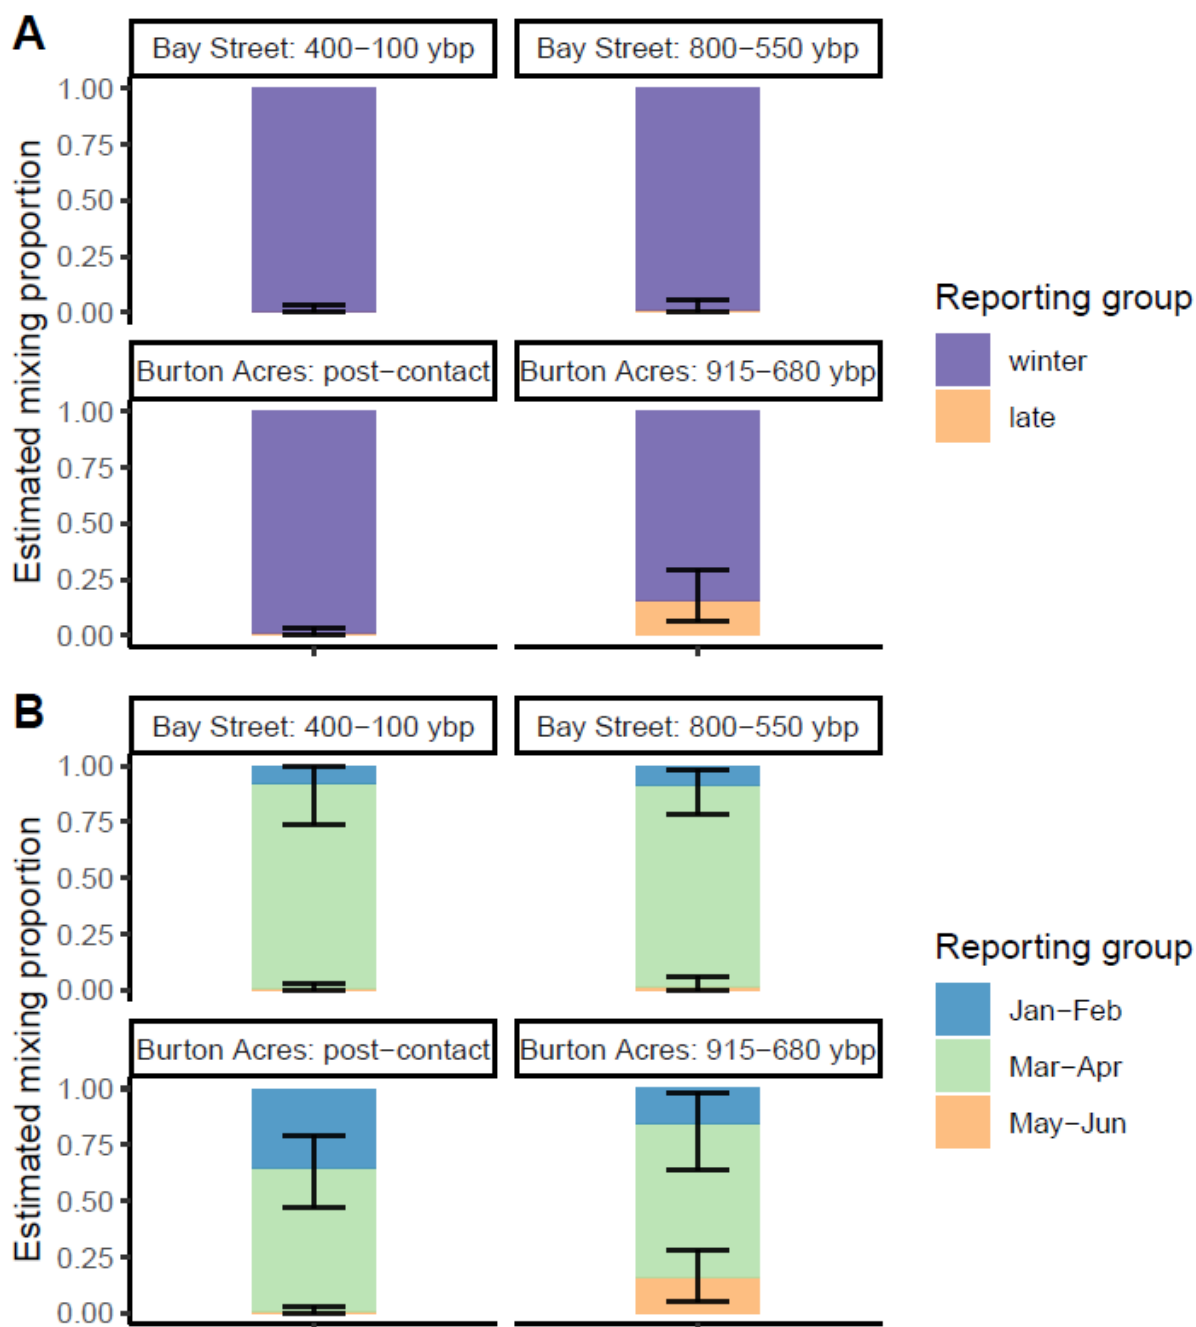 A
Bay Street: 400−100 ybp
Bay Street: 800−550 ybp
Estimated mixing proportion
1.00
0.75
0.50
0.25
0.00
Burton Acres: post−contact
Burton Acres: 915−680 ybp
1.00
0.75
0.50
0.25
0.00
Reporting group
winter
late
B
Bay Street: 400−100 ybp
Bay Street: 800−550 ybp
Estimated mixing proportion
1.00
0.75
0.50
0.25
0.00
Burton Acres: post−contact
Burton Acres: 915−680 ybp
1.00
0.75
0.50
0.25
0.00
Reporting group
Jan−Feb
Mar−Apr
May−Jun